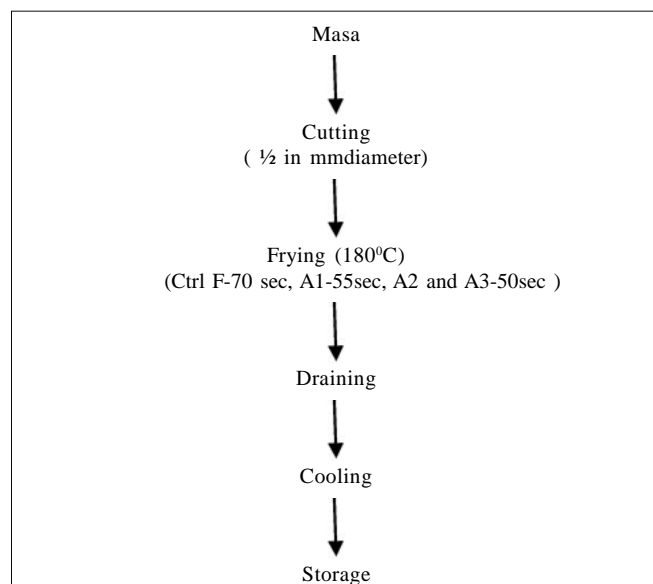 Masa
Cutting
( ½ in mmdiameter)
Frying (180⁰C)
(Ctrl F-70 sec, A1-55sec, A2 and A3-50sec )
Draining
Cooling
Storage